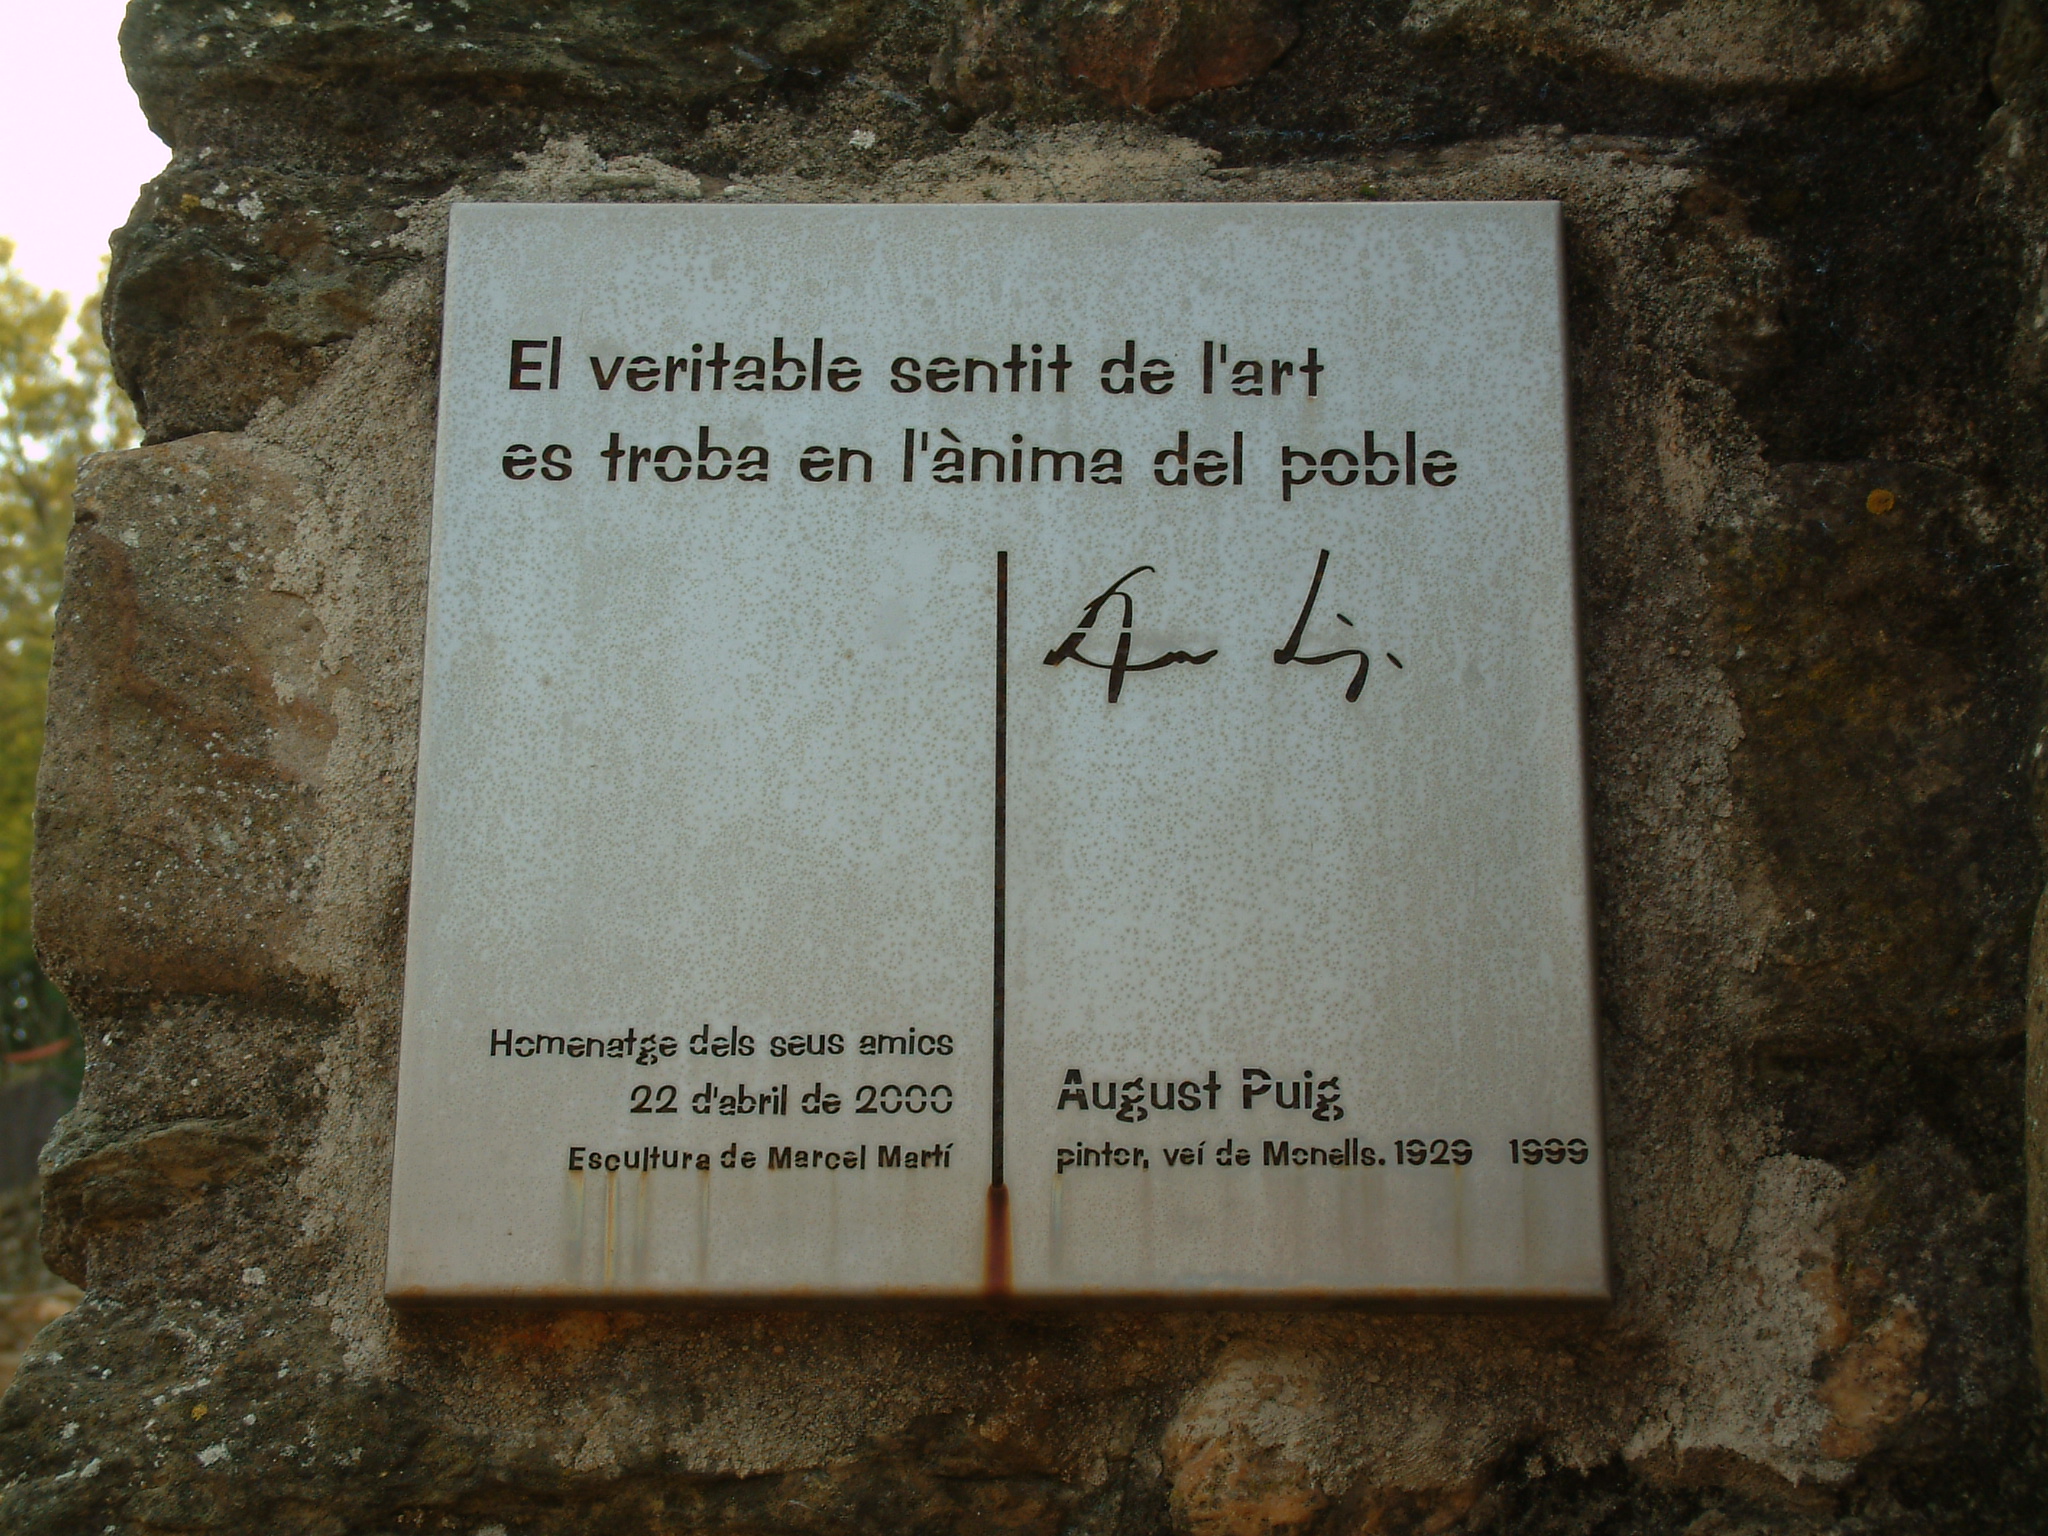 El veritable sentit de l'art
es troba en l'ànima del poble
Homenatge dels seus amics
22 d'abril de 2000
Escultura de Marcel Martí
August Puig
pintor, veí de Monells. 1929 1999